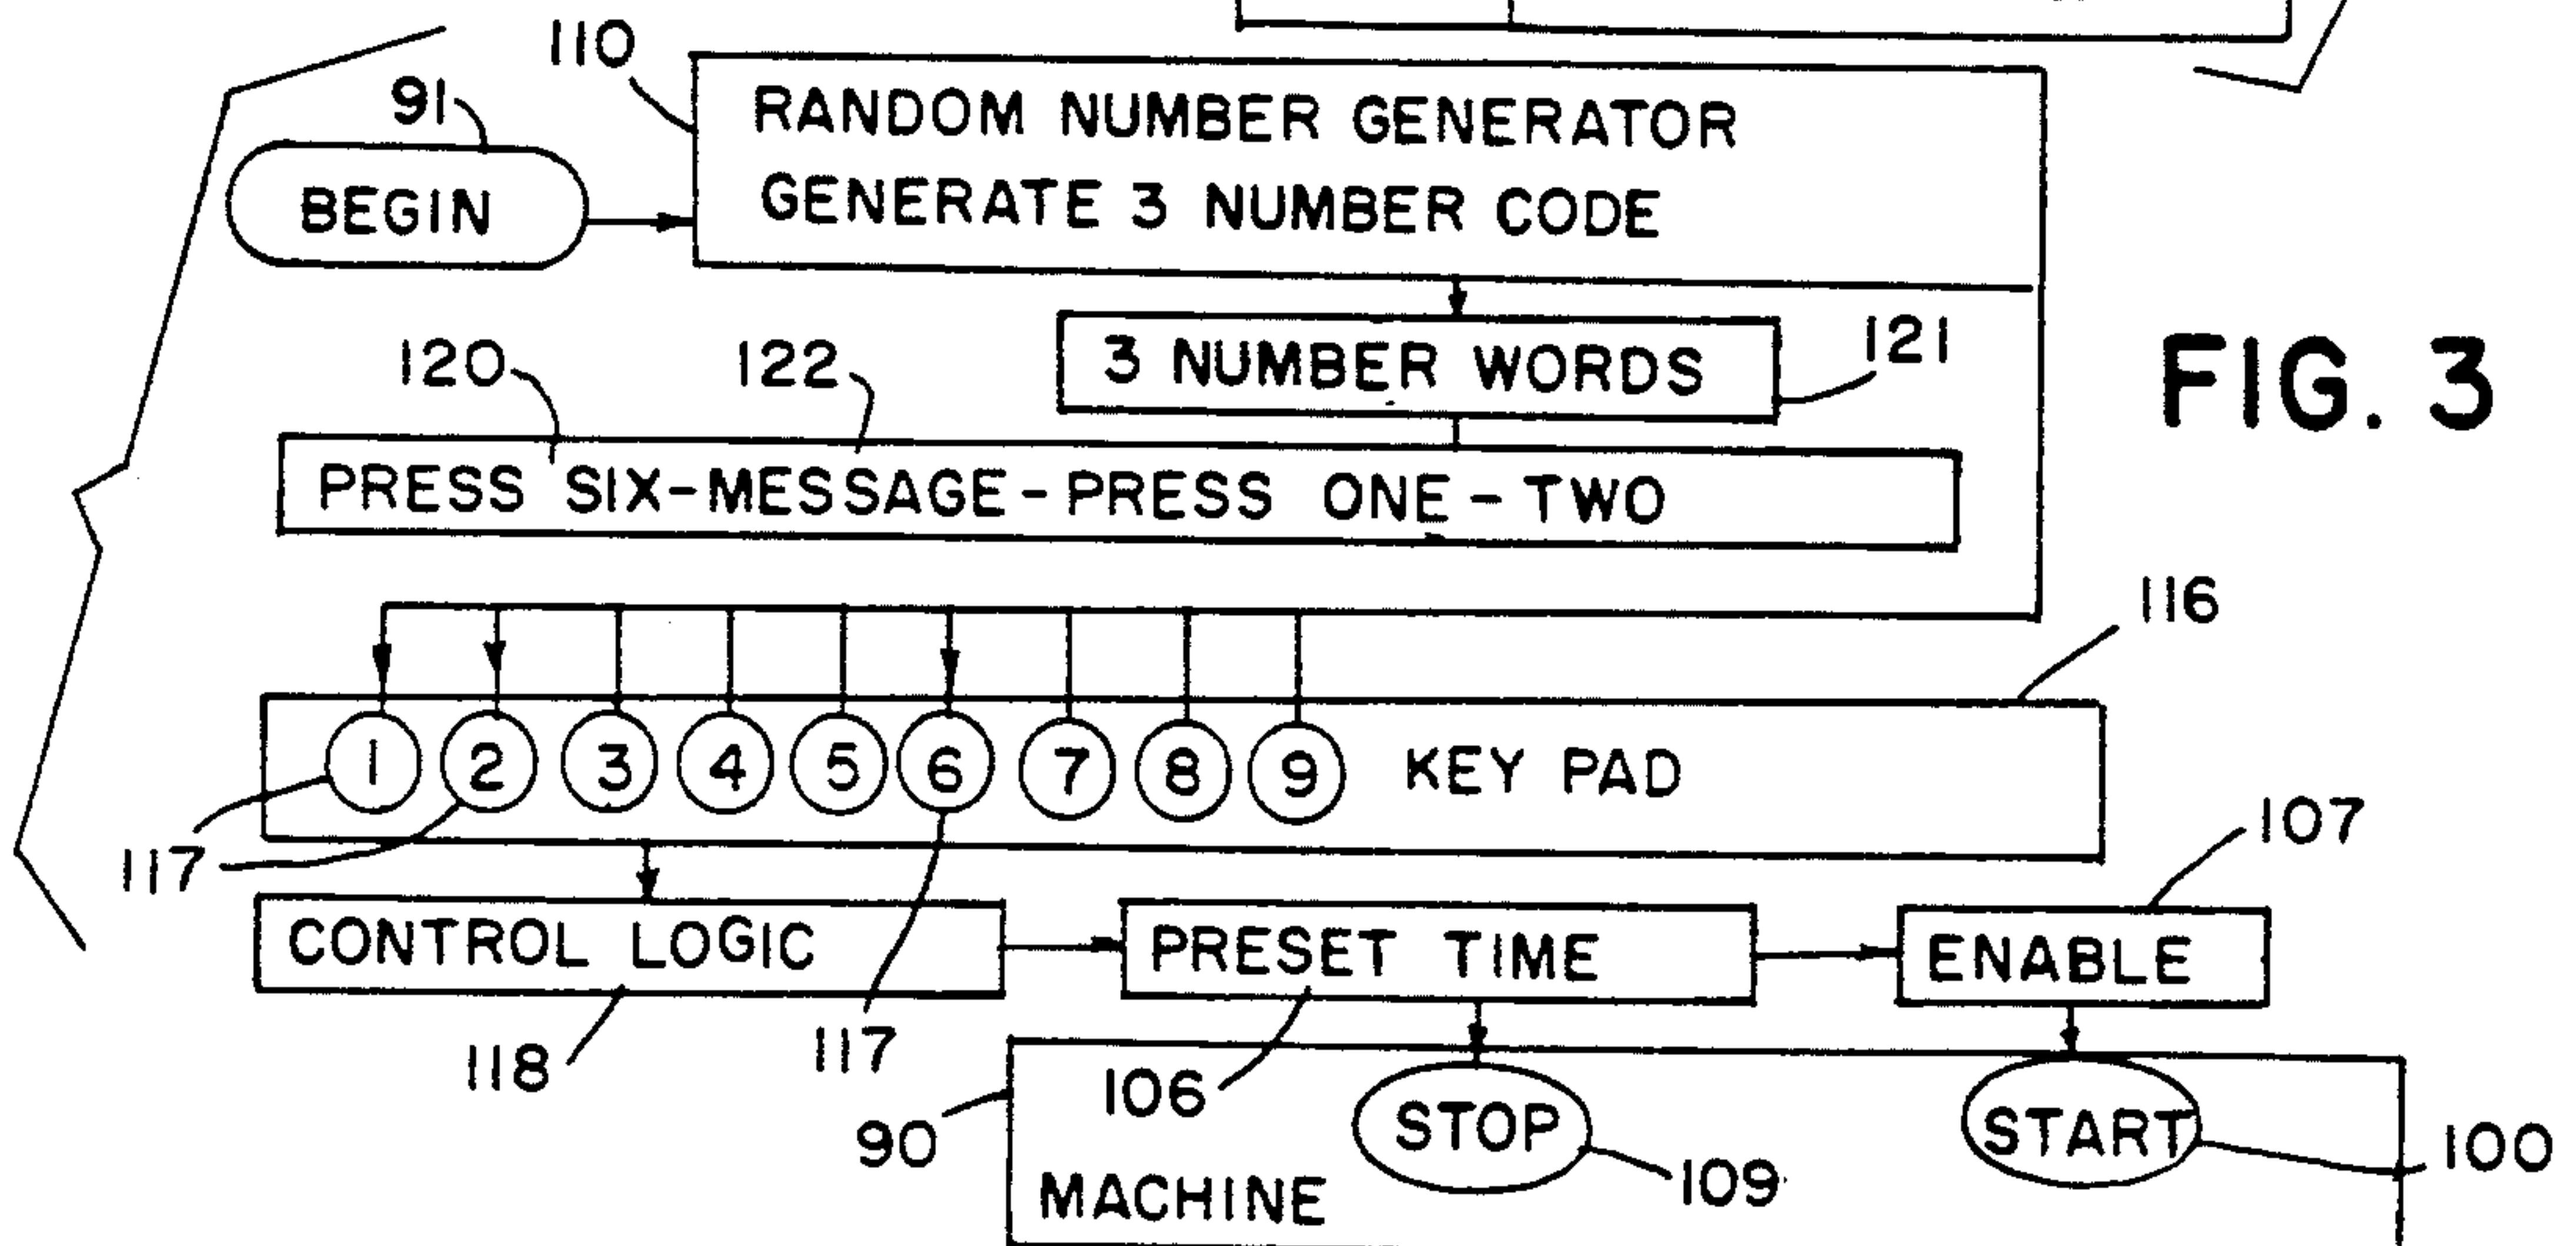 110
91
RANDOM NUMBER GENERATOR
GENERATE 3 NUMBER CODE
BEGIN
3 NUMBER WORDS
121
FIG. 3
120
122
PRESS SIX-MESSAGE-PRESS ONE-TWO
116
1 2 3 4 5 6 7 8 9 KEY PAD
117
107
CONTROL LOGIC
PRESET TIME
ENABLE
118
117
106
90
STOP
START
109
100
MACHINE